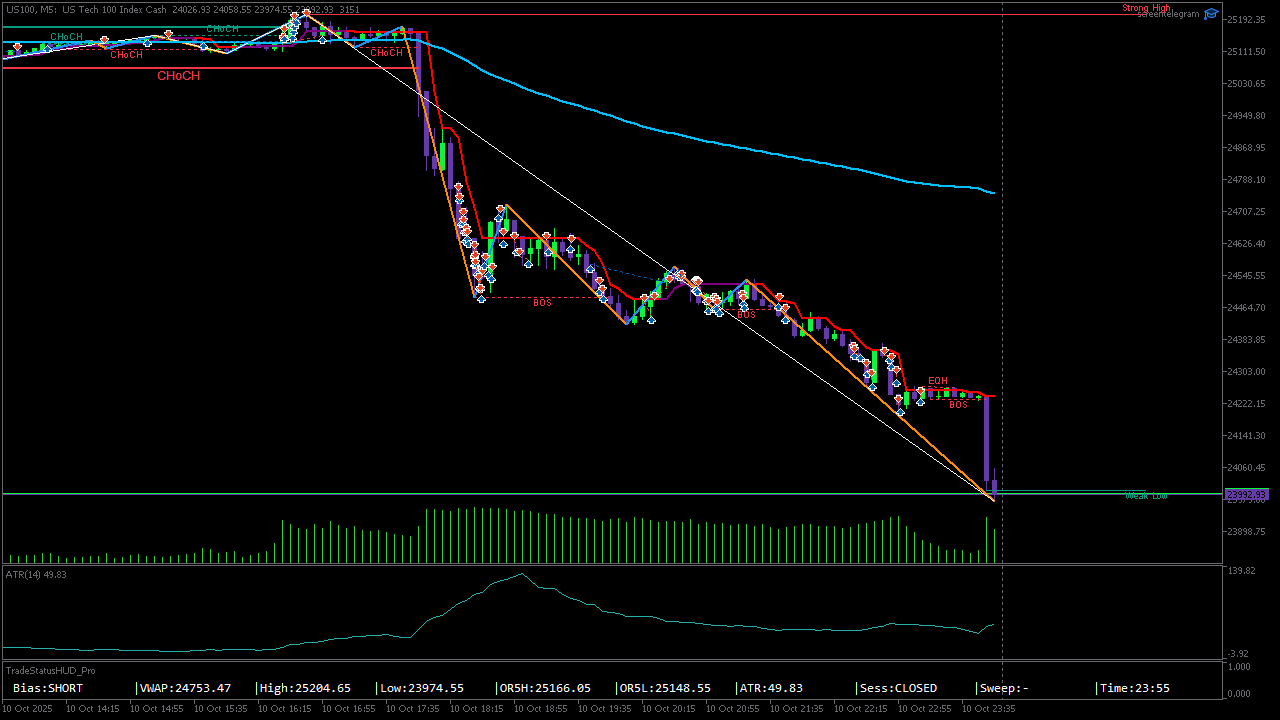 US100, M5: US Tech 100 Index Cash 24026.93 24058.55 23974.55 23992.93 3151
Strong High
screentelegram
CHoCH
CHoCH
CHoCH
CHoCH
CHoCH
BOS
BOS
EQH
BOS
Weak Low
25192.35
25111.50
25030.65
24949.80
24868.95
24788.10
24707.25
24626.40
24545.55
24464.70
24383.85
24303.00
24222.15
24141.30
24060.45
23992.93
23898.75
ATR(14) 49.83
139.82
-3.92
TradeStatusHUD_Pro
1.000
0.000
Bias:SHORT |VWAP:24753.47 |High:25204.65 |Low:23974.55 |OR5H:25166.05 |OR5L:25148.55 |ATR:49.83 |Sess:CLOSED |Sweep:- |Time:23:55
10 Oct 2025 10 Oct 14:15 10 Oct 14:55 10 Oct 15:35 10 Oct 16:15 10 Oct 16:55 10 Oct 17:35 10 Oct 18:15 10 Oct 18:55 10 Oct 19:35 10 Oct 20:15 10 Oct 20:55 10 Oct 21:35 10 Oct 22:15 10 Oct 22:55 10 Oct 23:35